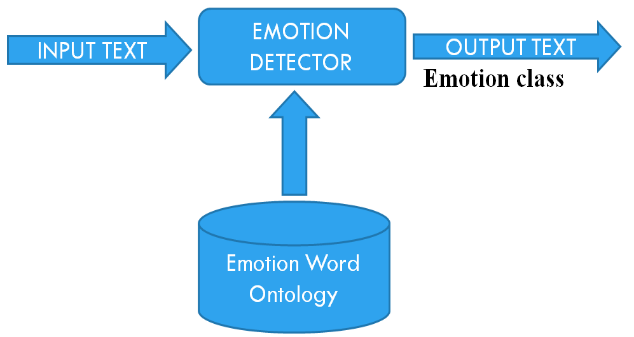 INPUT TEXT
EMOTION
DETECTOR
OUTPUT TEXT
Emotion class
Emotion Word
Ontology